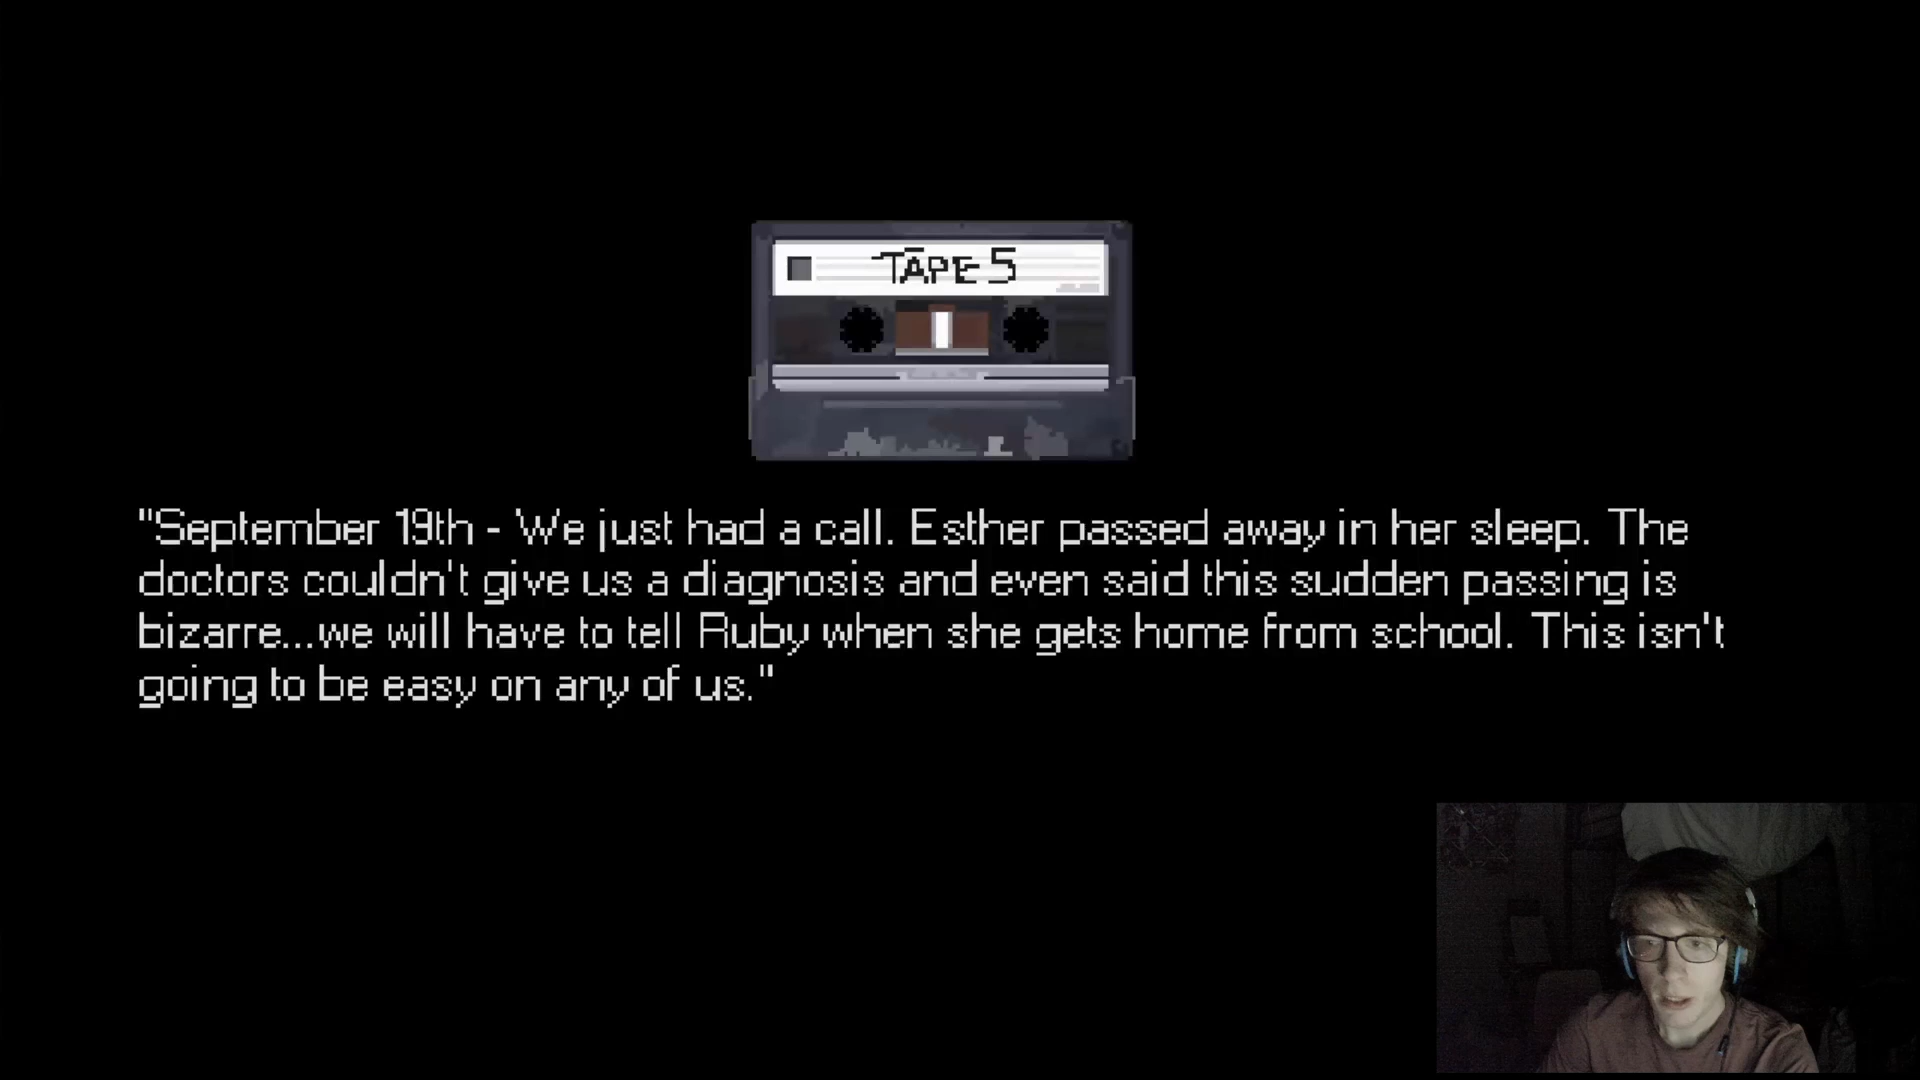 TAPE 5
"September 19th - We just had a call. Esther passed away in her sleep. The
doctors couldn't give us a diagnosis and even said this sudden passing is
bizarre...we will have to tell Ruby when she gets home from school. This isn't
going to be easy on any of us."